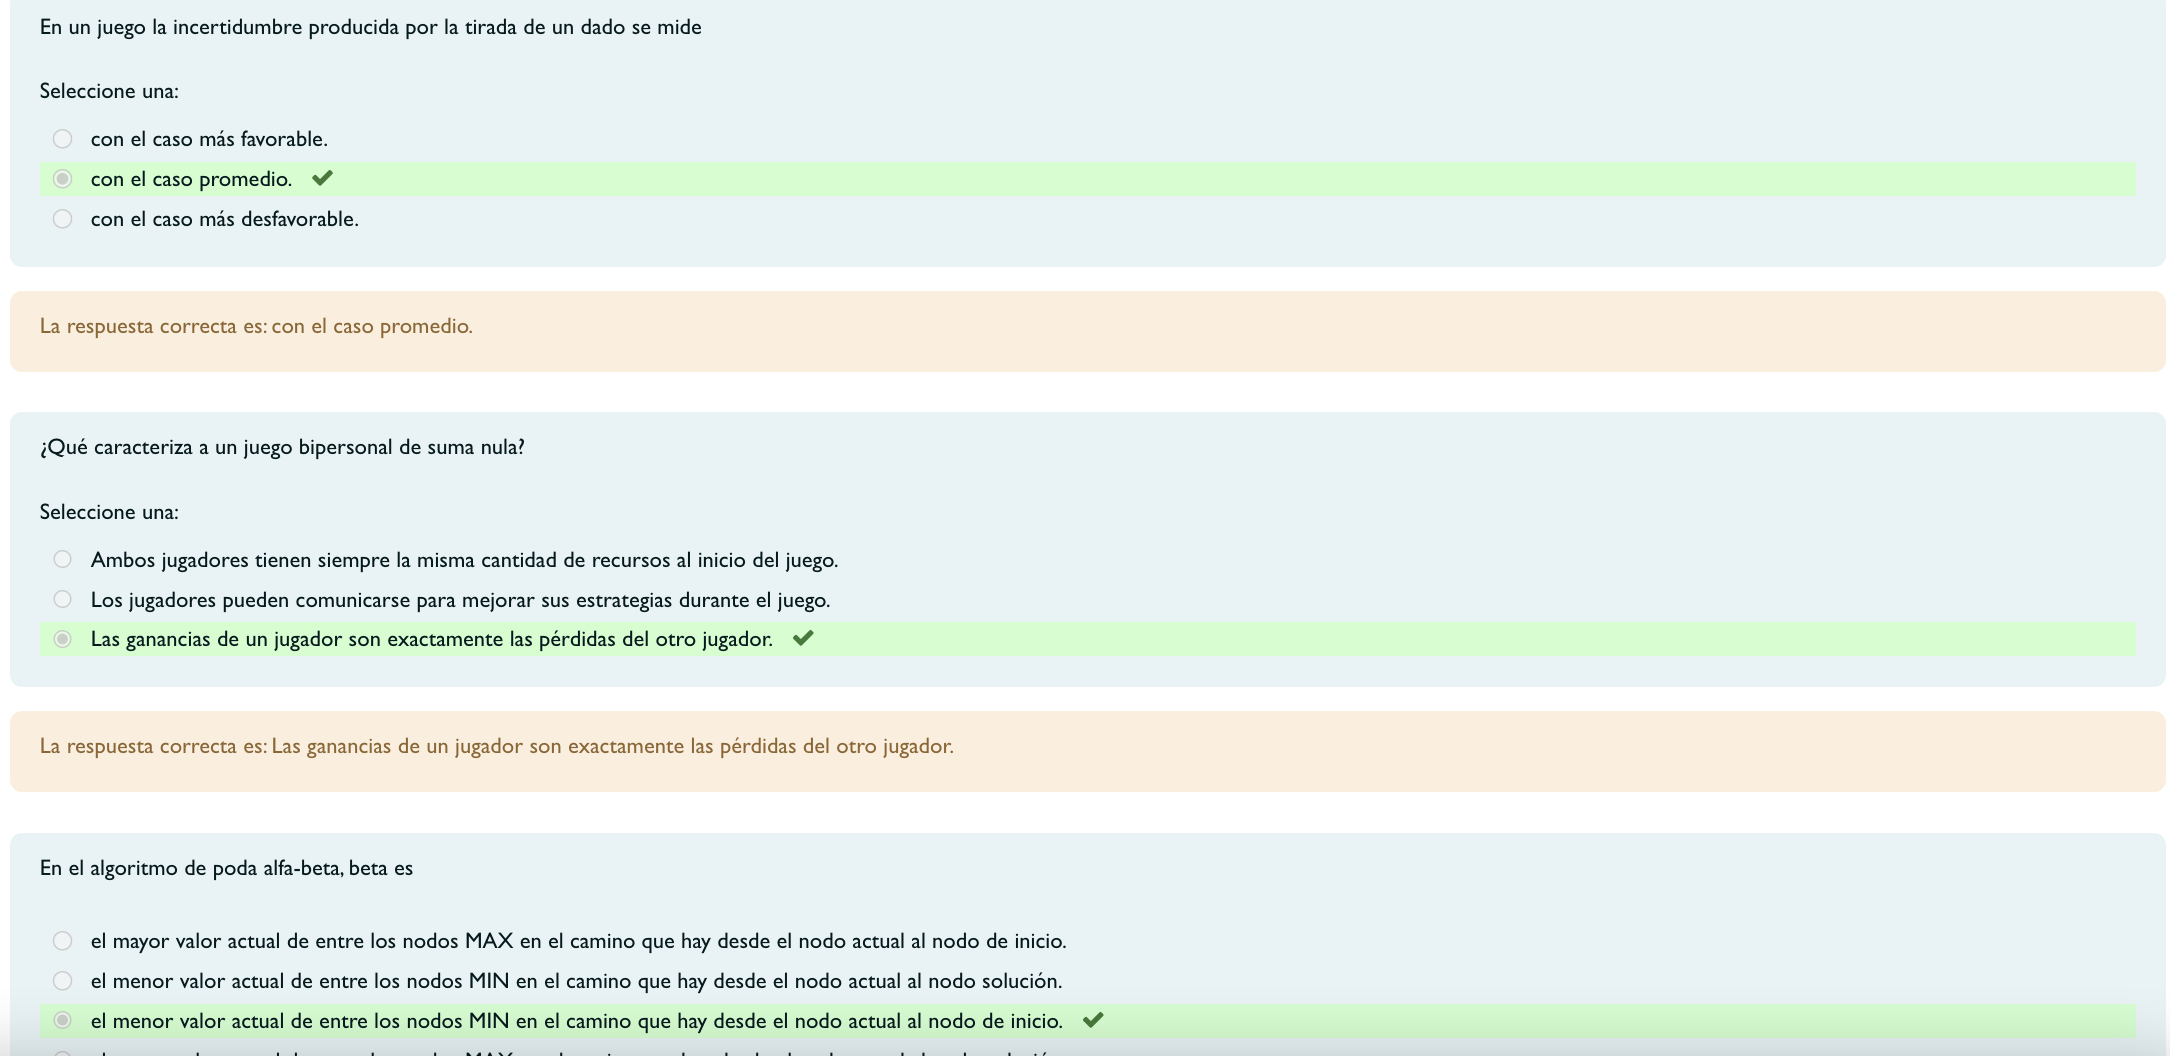 En un juego la incertidumbre producida por la tirada de un dado se mide
Seleccione una:
con el caso más favorable.
con el caso promedio.
con el caso más desfavorable.
La respuesta correcta es: con el caso promedio.
¿Qué caracteriza a un juego bipersonal de suma nula?
Seleccione una:
Ambos jugadores tienen siempre la misma cantidad de recursos al inicio del juego.
Los jugadores pueden comunicarse para mejorar sus estrategias durante el juego.
Las ganancias de un jugador son exactamente las pérdidas del otro jugador.
La respuesta correcta es: Las ganancias de un jugador son exactamente las pérdidas del otro jugador.
En el algoritmo de poda alfa-beta, beta es
el mayor valor actual de entre los nodos MAX en el camino que hay desde el nodo actual al nodo de inicio.
el menor valor actual de entre los nodos MIN en el camino que hay desde el nodo actual al nodo solución.
el menor valor actual de entre los nodos MIN en el camino que hay desde el nodo actual al nodo de inicio.